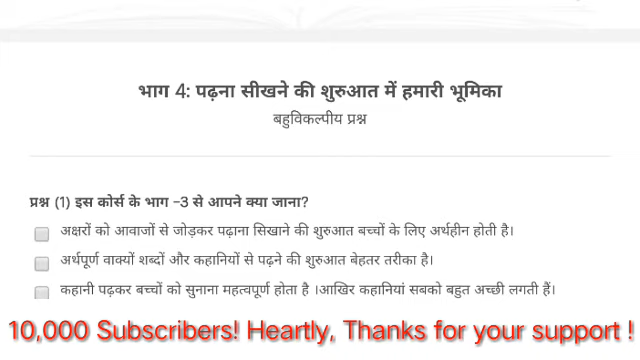 भाग 4: पढ़ना सीखने की शुरुआत में हमारी भूमिका
बहुविकल्पीय प्रश्न
प्रश्न (1) इस कोर्स के भाग -3 से आपने क्या जाना?
अक्षरों को आवाजों से जोड़कर पढ़ाना सिखाने की शुरुआत बच्चों के लिए अर्थहीन होती है।
अर्थपूर्ण वाक्यों शब्दों और कहानियों से पढ़ने की शुरुआत बेहतर तरीका है।
कहानी पढ़कर बच्चों को सुनाना महत्वपूर्ण होता है ।आखिर कहानियां सबको बहुत अच्छी लगती हैं।
10,000 Subscribers! Heartly, Thanks for your support !